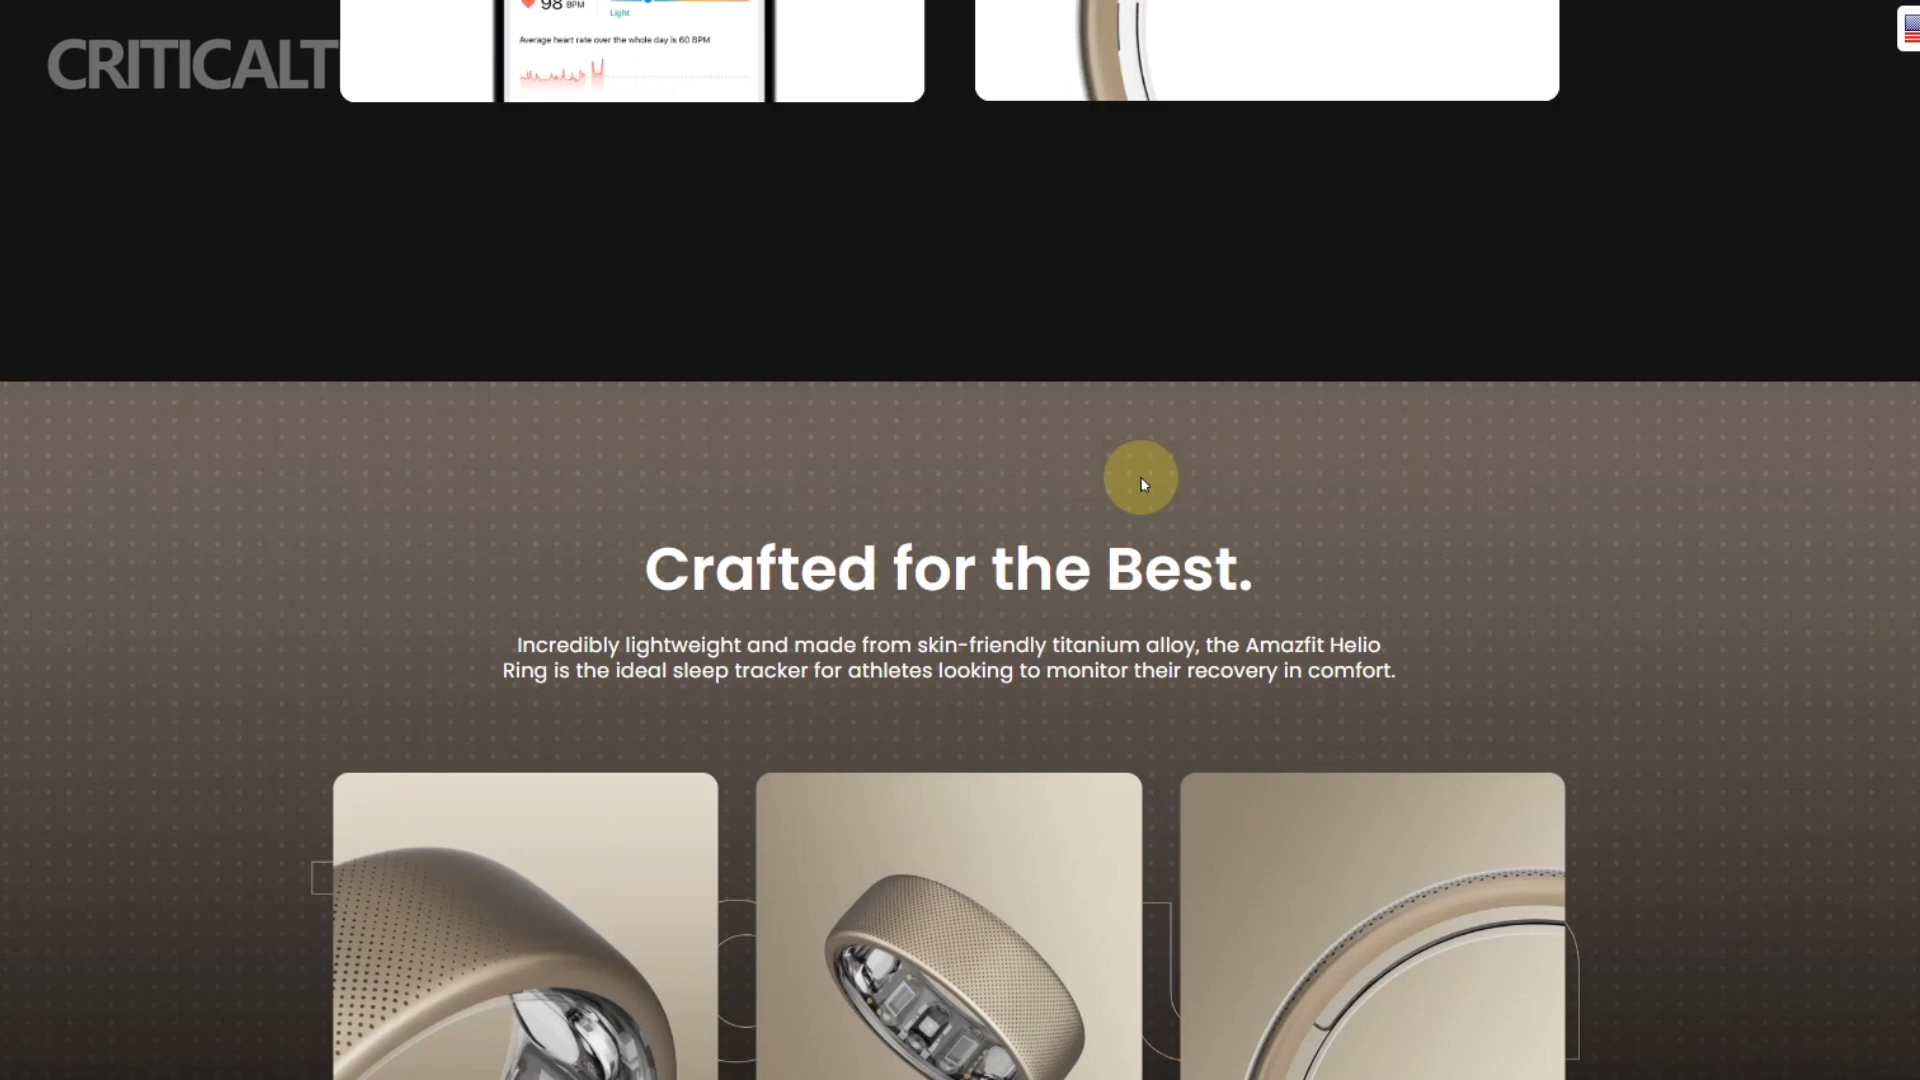 98 BPM
Light
Average heart rate over the whole day is 60 BPM
CRITICALT
Crafted for the Best.
Incredibly lightweight and made from skin-friendly titanium alloy, the Amazfit Helio
Ring is the ideal sleep tracker for athletes looking to monitor their recovery in comfort.